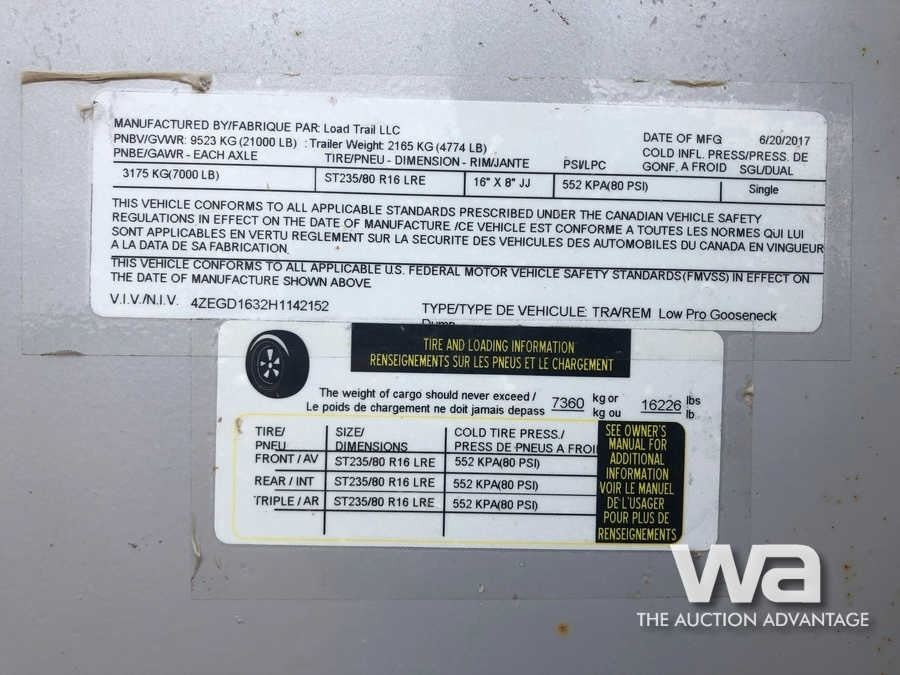 MANUFACTURED BY/FABRIQUE PAR: Load Trail LLC
DATE OF MFG 6/20/2017
PNBV/GVWR: 9523 KG (21000 LB) : Trailer Weight: 2165 KG (4774 LB)
COLD INFL. PRESS/PRESS. DE
PNBE/GAWR - EACH AXLE TIRE/PNEU - DIMENSION - RIM/JANTE PSI/LPC GONF. A FROID SGL/DUAL
3175 KG(7000 LB) ST235/80 R16 LRE 16" X 8" JJ 552 KPA(80 PSI) Single
THIS VEHICLE CONFORMS TO ALL APPLICABLE STANDARDS PRESCRIBED UNDER THE CANADIAN VEHICLE SAFETY
REGULATIONS IN EFFECT ON THE DATE OF MANUFACTURE /CE VEHICLE EST CONFORME A TOUTES LES NORMES QUI LUI
SONT APPLICABLES EN VERTU REGLEMENT SUR LA SECURITE DES VEHICULES DES AUTOMOBILES DU CANADA EN VINGUEUR
A LA DATA DE SA FABRICATION.
THIS VEHICLE CONFORMS TO ALL APPLICABLE U.S. FEDERAL MOTOR VEHICLE SAFETY STANDARDS (FMVSS) IN EFFECT ON
THE DATE OF MANUFACTURE SHOWN ABOVE.
V.I.V./N.I.V. 4ZEGD1632H1142152 TYPE/TYPE DE VEHICULE: TRA/REM Low Pro Gooseneck
Dump
TIRE AND LOADING INFORMATION
RENSEIGNEMENTS SUR LES PNEUS ET LE CHARGEMENT
The weight of cargo should never exceed / 7360 kg or 16226 lbs
Le poids de chargement ne doit jamais depass kg ou lb.
TIRE/ SIZE/ COLD TIRE PRESS./
PNEU DIMENSIONS PRESS DE PNEUS A FROI
FRONT / AV ST235/80 R16 LRE 552 KPA(80 PSI)
REAR / INT ST235/80 R16 LRE 552 KPA(80 PSI)
TRIPLE / AR ST235/80 R16 LRE 552 KPA(80 PSI)
SEE OWNER'S
MANUAL FOR
ADDITIONAL
INFORMATION
VOIR LE MANUEL
DE L'USAGER
POUR PLUS DE
RENSEIGNEMENTS
wa
THE AUCTION ADVANTAGE